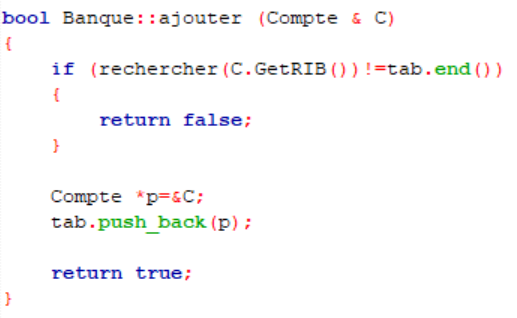 bool Banque::ajouter (Compte & C)
{
    if (rechercher(C.GetRIB())!=tab.end())
    {
        return false;
    }

    Compte *p=&C;
    tab.push_back(p);

    return true;
}